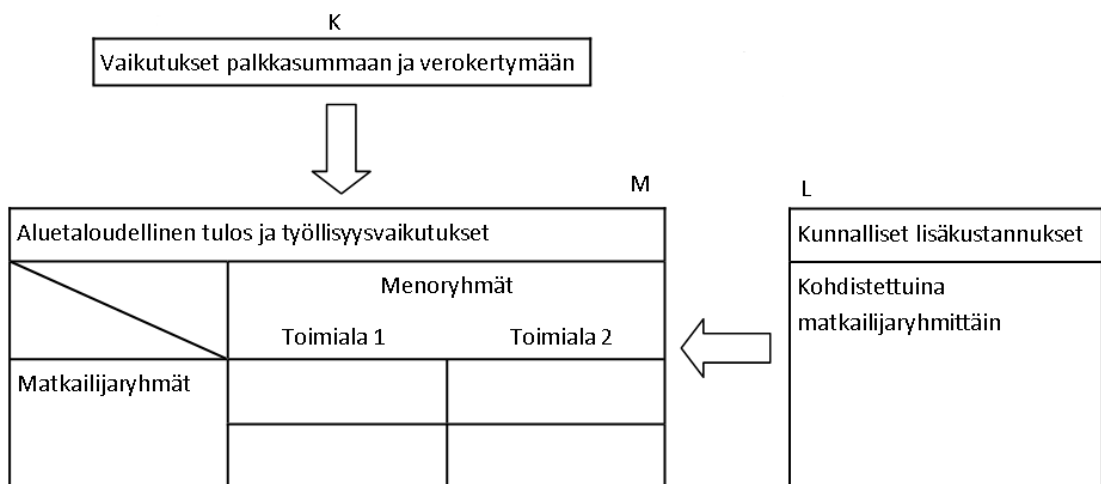 K
Vaikutukset palkkasummaan ja verokertymään
M
L
Aluetaloudellinen tulos ja työllisyysvaikutukset
Kunnalliset lisäkustannukset
Menoryhmät
Kohdistettuina
matkailijaryhmittäin
Toimiala 1
Toimiala 2
Matkailijaryhmät